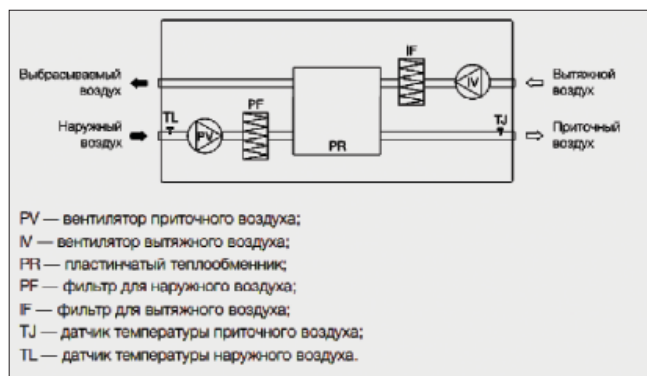 IF
Выбрасываемый
воздух
IV
Вытяжной
воздух
TL
PF
Наружный
воздух
PV
PR
TJ
Приточный
воздух
PV — вентилятор приточного воздуха;
IV — вентилятор вытяжного воздуха;
PR — пластинчатый теплообменник;
PF — фильтр для наружного воздуха;
IF — фильтр для вытяжного воздуха;
TJ — датчик температуры приточного воздуха;
TL — датчик температуры наружного воздуха.